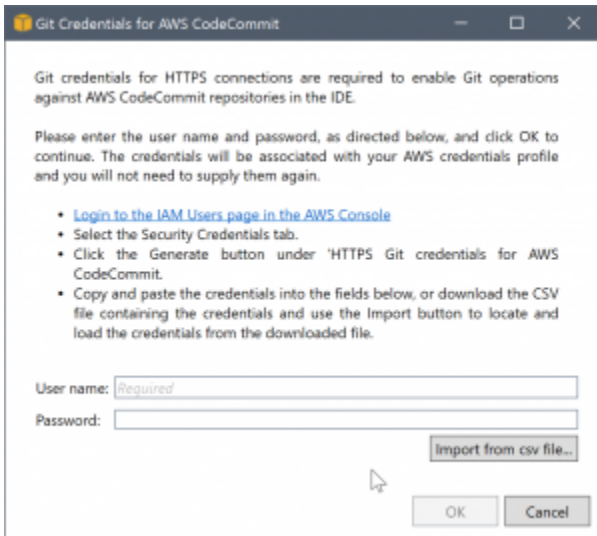 Git Credentials for AWS CodeCommit
Git credentials for HTTPS connections are required to enable Git operations
against AWS CodeCommit repositories in the IDE.
Please enter the user name and password, as directed below, and click OK to
continue. The credentials will be associated with your AWS credentials profile
and you will not need to supply them again.
• Login to the IAM Users page in the AWS Console
• Select the Security Credentials tab.
• Click the Generate button under 'HTTPS Git credentials for AWS
CodeCommit.
• Copy and paste the credentials into the fields below, or download the CSV
file containing the credentials and use the Import button to locate and
load the credentials from the downloaded file.
User name: Required
Password:
Import from csv file...
OK Cancel